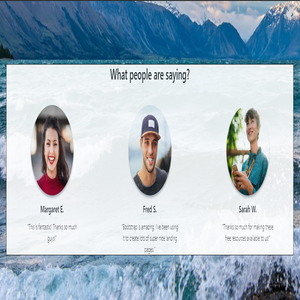 What people are saying?
Margaret E.
"This is fantastic! Thanks so much
guys!"
Fred S.
"Bootstrap is amazing. I've been using
it to create lots of super nice landing
pages."
Sarah W.
"Thanks so much for making these
free resources available to us!"